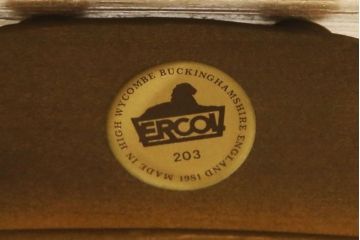 MADE IN HIGH WYCOMBE BUCKINGHAMSHIRE ENGLAND 1981
ERCOL
203